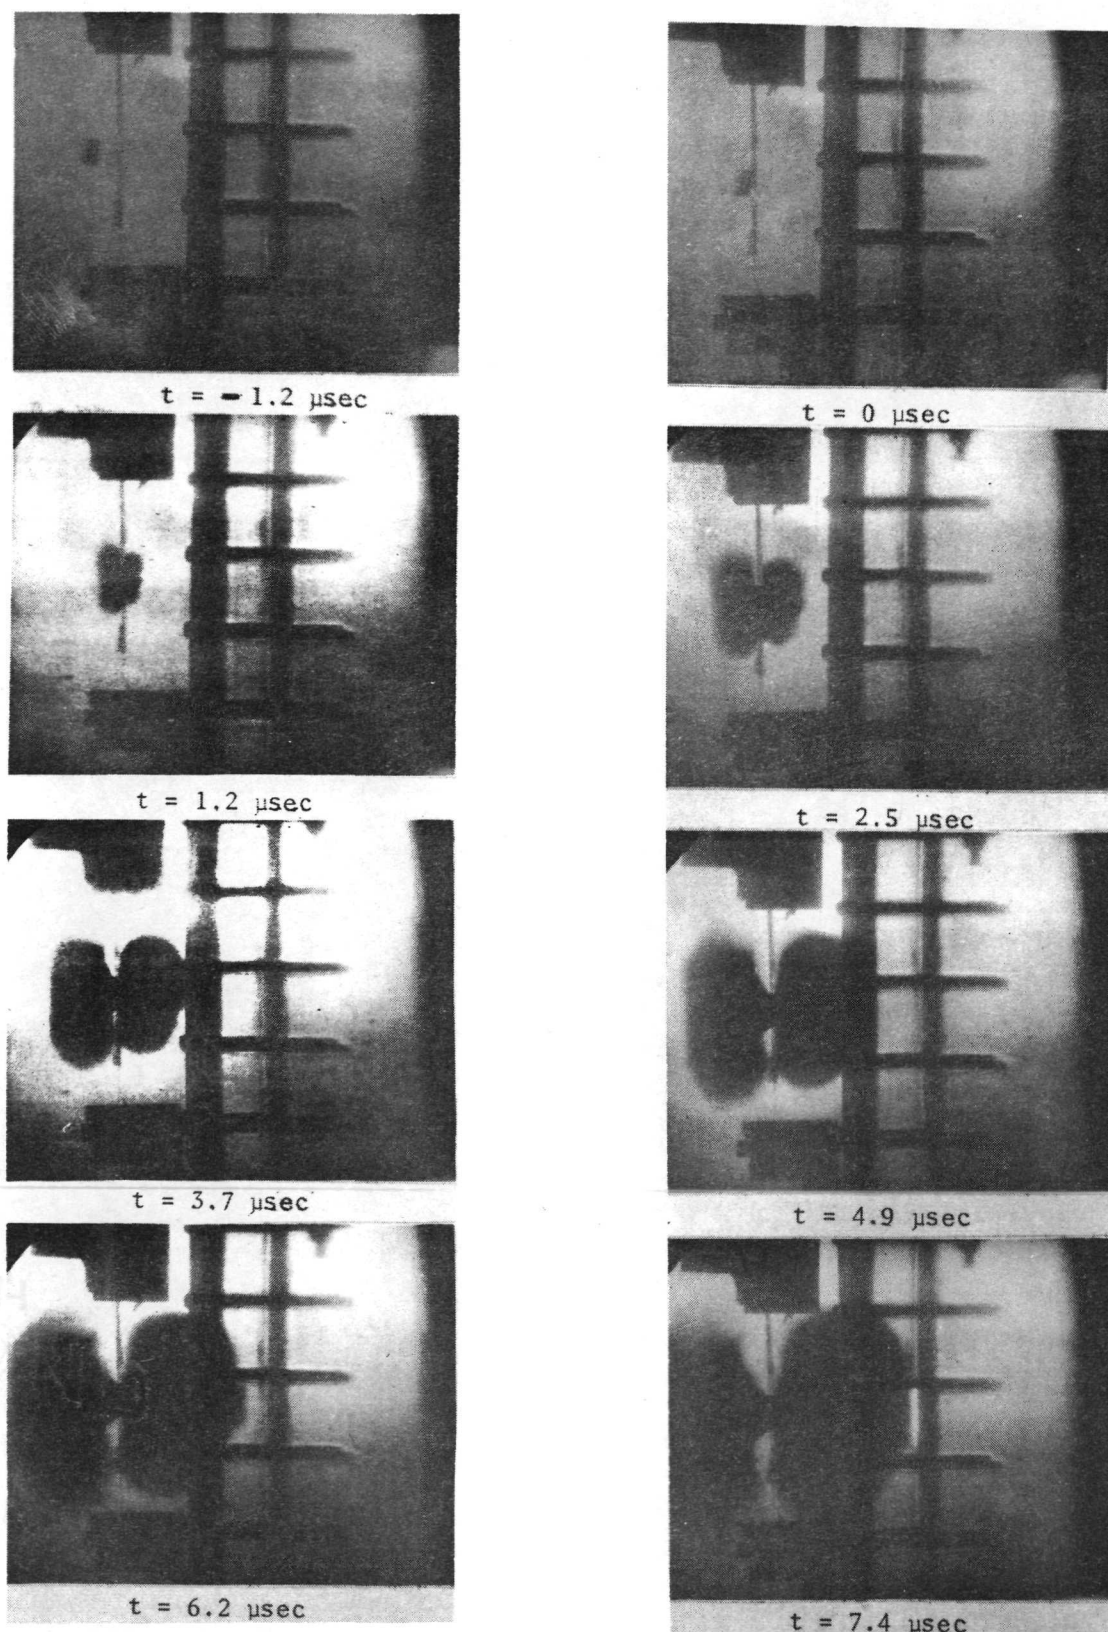 t = - 1.2 µsec
t = 0 µsec
t = 1.2 µsec
t = 2.5 µsec
t = 3.7 µsec
t = 4.9 µsec
t = 6.2 µsec
t = 7.4 µsec